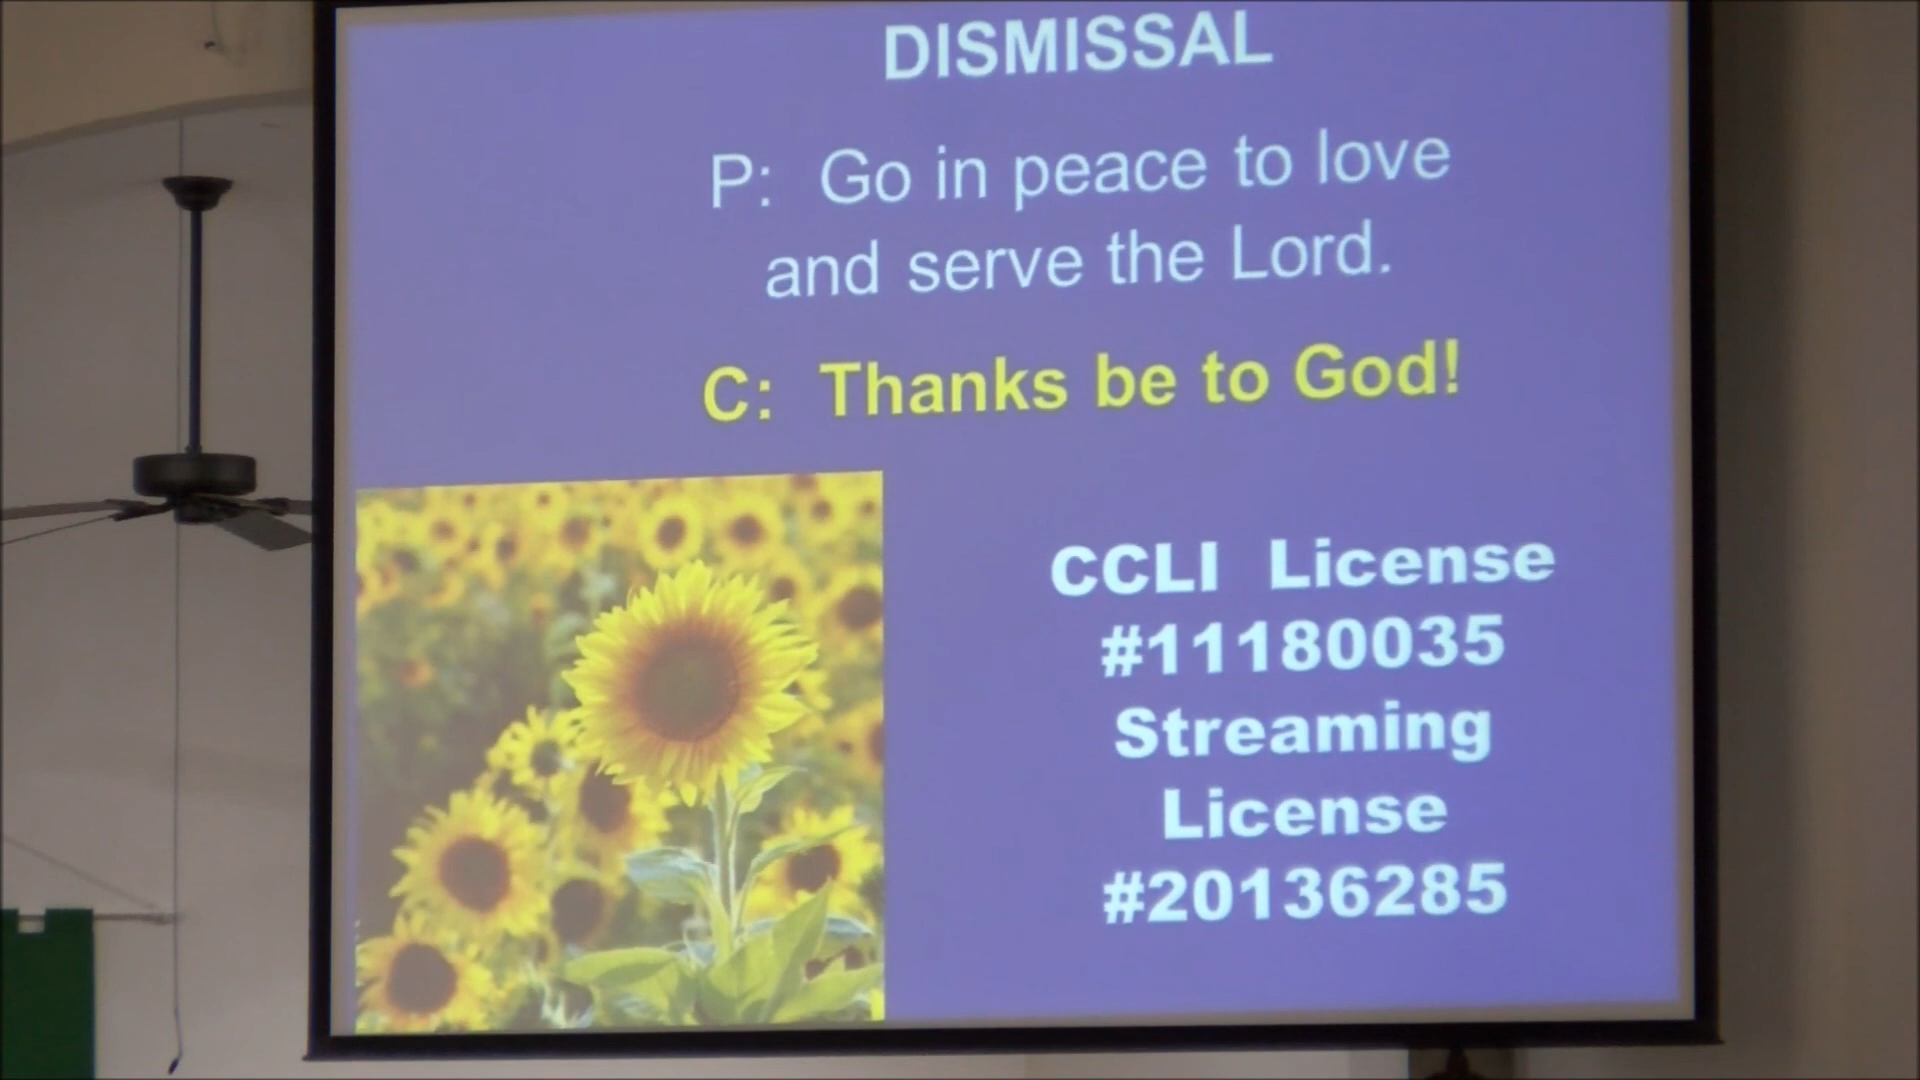 DISMISSAL
P: Go in peace to love
and serve the Lord.
C: Thanks be to God!
CCLI License
#11180035
Streaming
License
#20136285